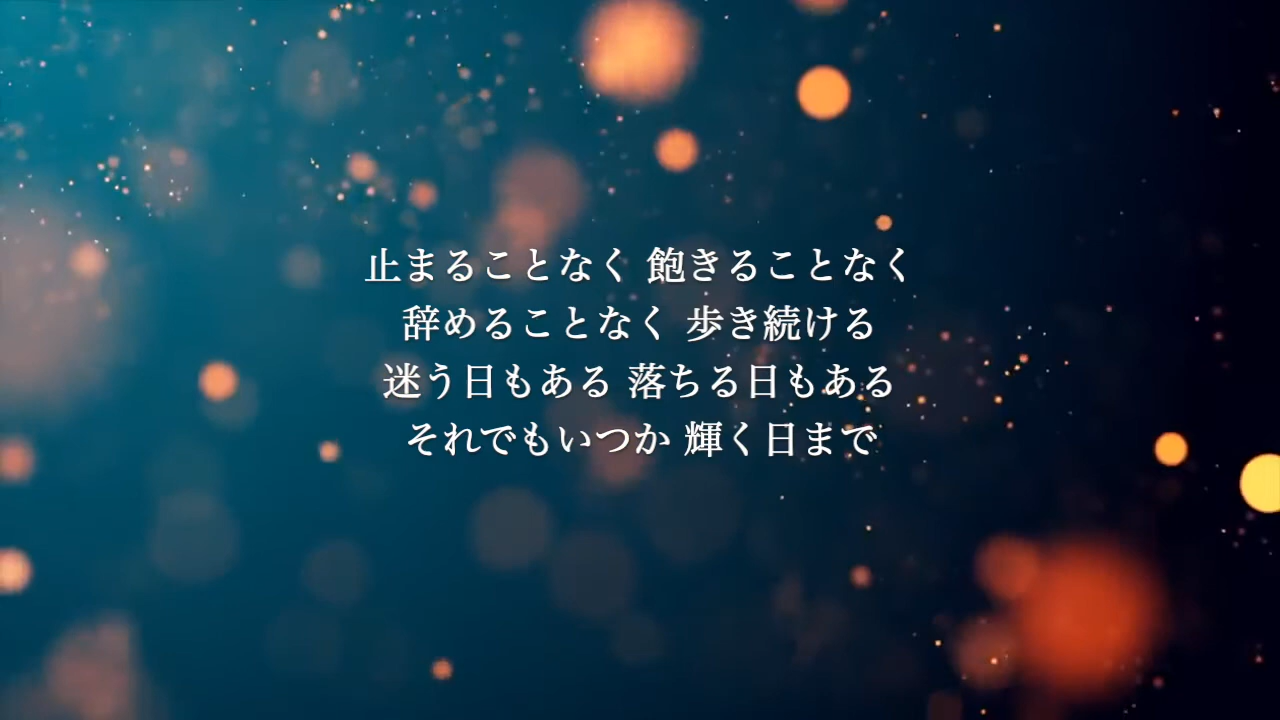 止まることなく 飽きることなく
辞めることなく 歩き続ける
迷う日もある 落ちる日もある
それでもいつか 輝く日まで